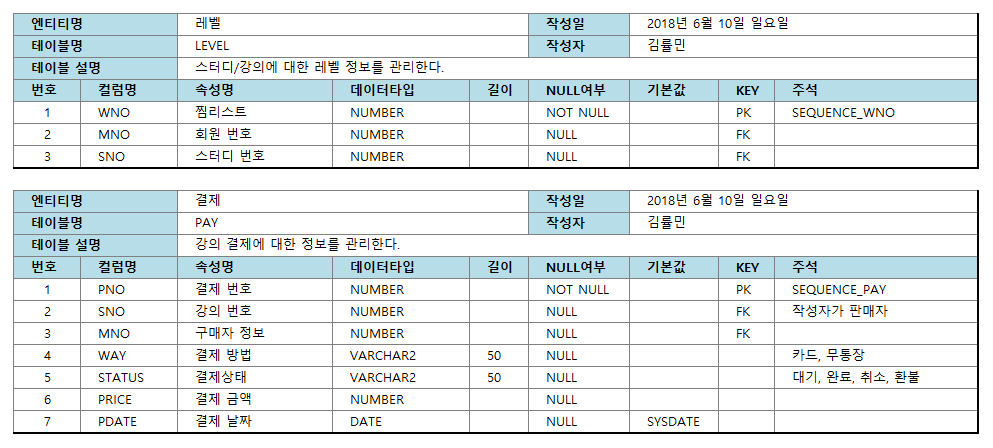 엔티티명 레벨 작성일 2018년 6월 10일 일요일
테이블명 LEVEL 작성자 김률민
테이블 설명 스터디/강의에 대한 레벨 정보를 관리한다.
번호 컬럼명 속성명 데이터타입 길이 NULL여부 기본값 KEY 주석
1 WNO 찜리스트 NUMBER NOT NULL PK SEQUENCE_WNO
2 MNO 회원 번호 NUMBER NULL FK
3 SNO 스터디 번호 NUMBER NULL FK
엔티티명 결제 작성일 2018년 6월 10일 일요일
테이블명 PAY 작성자 김률민
테이블 설명 강의 결제에 대한 정보를 관리한다.
번호 컬럼명 속성명 데이터타입 길이 NULL여부 기본값 KEY 주석
1 PNO 결제 번호 NUMBER NOT NULL PK SEQUENCE_PAY
2 SNO 강의 번호 NUMBER NULL FK 작성자가 판매자
3 MNO 구매자 정보 NUMBER NULL FK
4 WAY 결제 방법 VARCHAR2 50 NULL 카드, 무통장
5 STATUS 결제상태 VARCHAR2 50 NULL 대기, 완료, 취소, 환불
6 PRICE 결제 금액 NUMBER NULL
7 PDATE 결제 날짜 DATE NULL SYSDATE